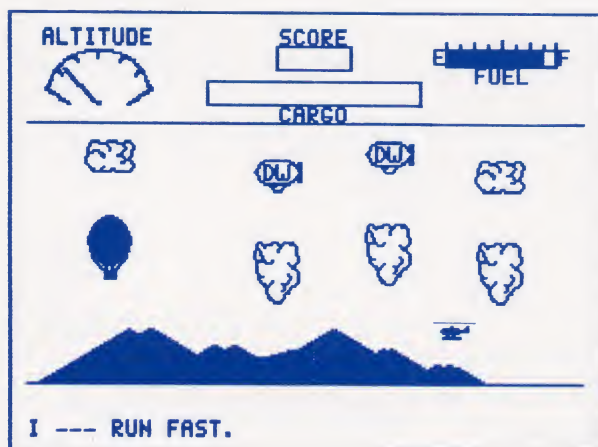 ALTITUDE
SCORE
E F
FUEL
CARGO
DW
DW
I --- RUN FAST.